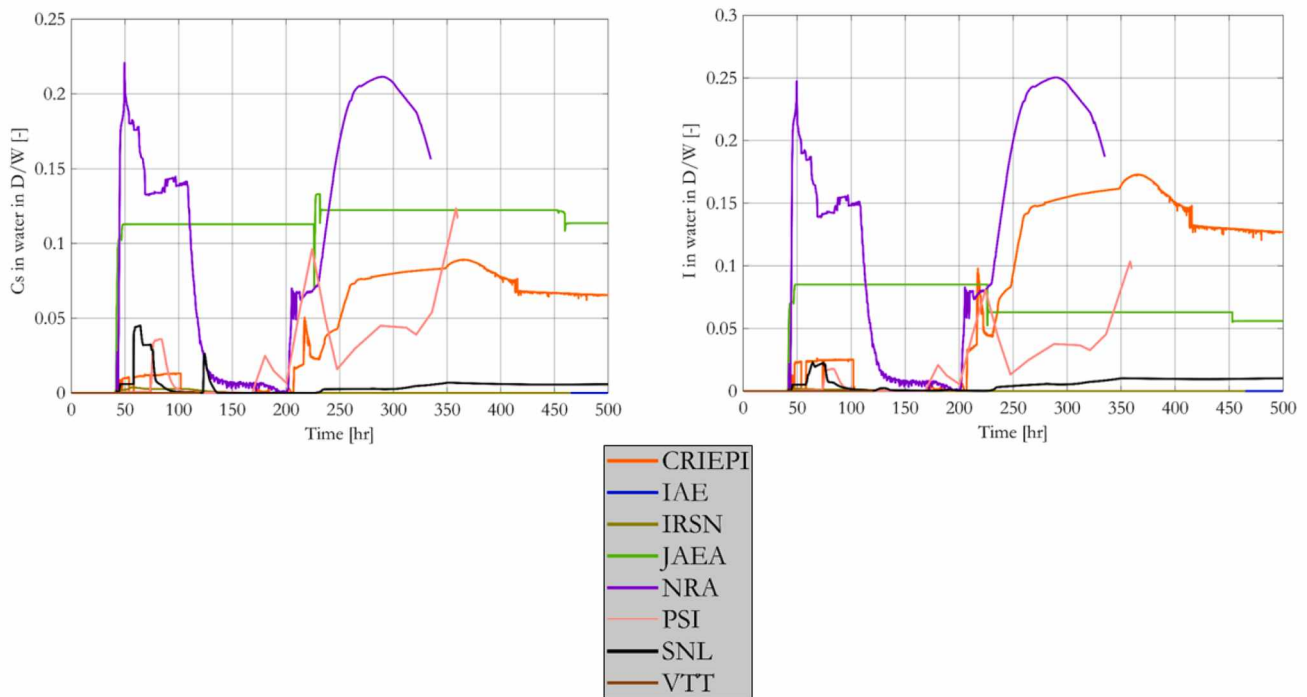 0.25
0.2
0.15
0.1
0.05
0
Cs in water in D/W [-]
0 50 100 150 200 250 300 350 400 450 500
Time [hr]
0.3
0.25
0.2
0.15
0.1
0.05
0
I in water in D/W [-]
0 50 100 150 200 250 300 350 400 450 500
Time [hr]
CRIEPI
IAE
IRSN
JAEA
NRA
PSI
SNL
VTT